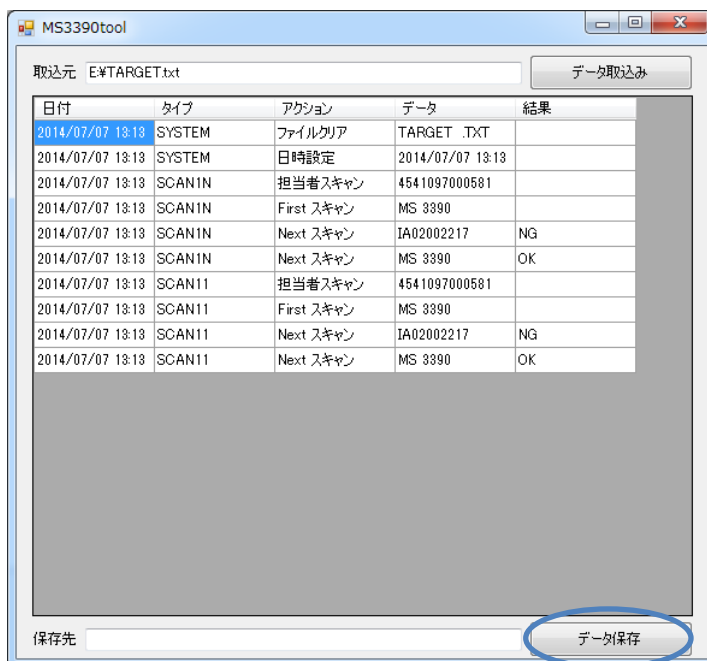 MS3390tool
取込元 E¥TARGET.txt データ取込み
日付 タイプ アクション データ 結果
2014/07/07 13:13 SYSTEM ファイルクリア TARGET .TXT
2014/07/07 13:13 SYSTEM 日時設定 2014/07/07 13:13
2014/07/07 13:13 SCAN1N 担当者スキャン 4541097000581
2014/07/07 13:13 SCAN1N First スキャン MS 3390
2014/07/07 13:13 SCAN1N Next スキャン IA02002217 NG
2014/07/07 13:13 SCAN1N Next スキャン MS 3390 OK
2014/07/07 13:13 SCAN11 担当者スキャン 4541097000581
2014/07/07 13:13 SCAN11 First スキャン MS 3390
2014/07/07 13:13 SCAN11 Next スキャン IA02002217 NG
2014/07/07 13:13 SCAN11 Next スキャン MS 3390 OK
保存先 データ保存